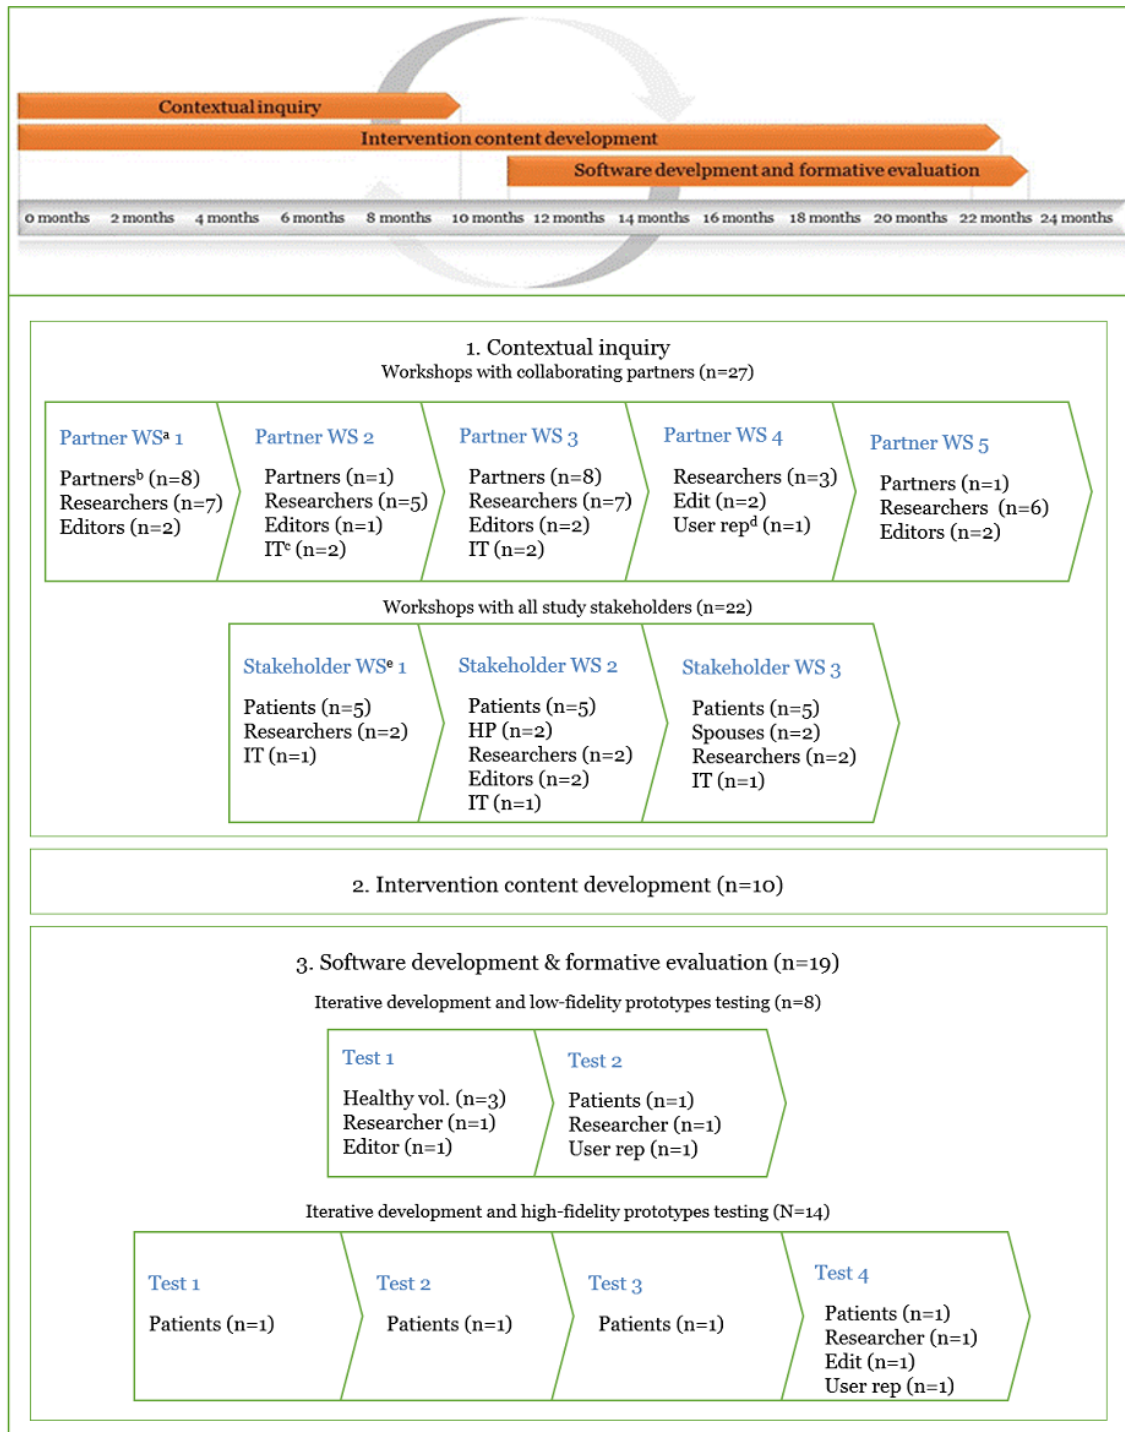 Contextual inquiry
Intervention content development
Software develpment and formative evaluation
0 months 2 months 4 months 6 months 8 months 10 months 12 months 14 months 16 months 18 months 20 months 22 months 24 months
1. Contextual inquiry
Workshops with collaborating partners (n=27)
Partner WSᵃ 1
Partnersᵇ (n=8)
Researchers (n=7)
Editors (n=2)
Partner WS 2
Partners (n=1)
Researchers (n=5)
Editors (n=1)
ITᶜ (n=2)
Partner WS 3
Partners (n=8)
Researchers (n=7)
Editors (n=2)
IT (n=2)
Partner WS 4
Researchers (n=3)
Edit (n=2)
User repᵈ (n=1)
Partner WS 5
Partners (n=1)
Researchers (n=6)
Editors (n=2)
Workshops with all study stakeholders (n=22)
Stakeholder WSᵉ 1
Patients (n=5)
Researchers (n=2)
IT (n=1)
Stakeholder WS 2
Patients (n=5)
HP (n=2)
Researchers (n=2)
Editors (n=2)
IT (n=1)
Stakeholder WS 3
Patients (n=5)
Spouses (n=2)
Researchers (n=2)
IT (n=1)
2. Intervention content development (n=10)
3. Software development & formative evaluation (n=19)
Iterative development and low-fidelity prototypes testing (n=8)
Test 1
Healthy vol. (n=3)
Researcher (n=1)
Editor (n=1)
Test 2
Patients (n=1)
Researcher (n=1)
User rep (n=1)
Iterative development and high-fidelity prototypes testing (N=14)
Test 1
Patients (n=1)
Test 2
Patients (n=1)
Test 3
Patients (n=1)
Test 4
Patients (n=1)
Researcher (n=1)
Edit (n=1)
User rep (n=1)